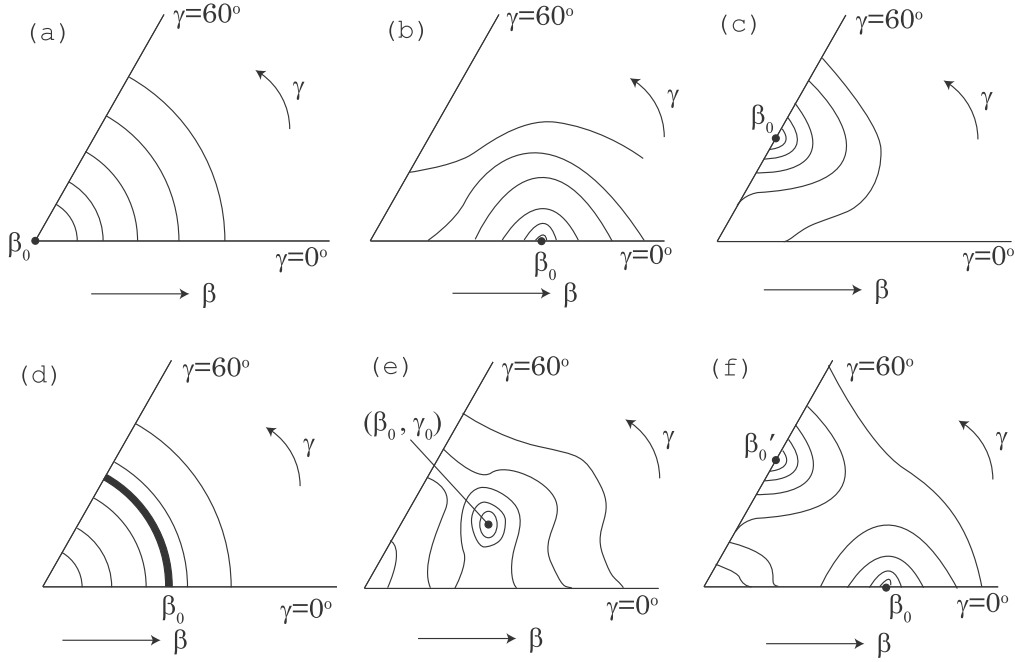 (a)
γ=60°
γ
β₀
γ=0°
β
(b)
γ=60°
γ
β₀
γ=0°
β
(c)
γ=60°
γ
β₀
γ=0°
β
(d)
γ=60°
γ
β₀
γ=0°
β
(e)
γ=60°
(β₀, γ₀)
γ
γ=0°
β
(f)
γ=60°
γ
β₀′
β₀
γ=0°
β